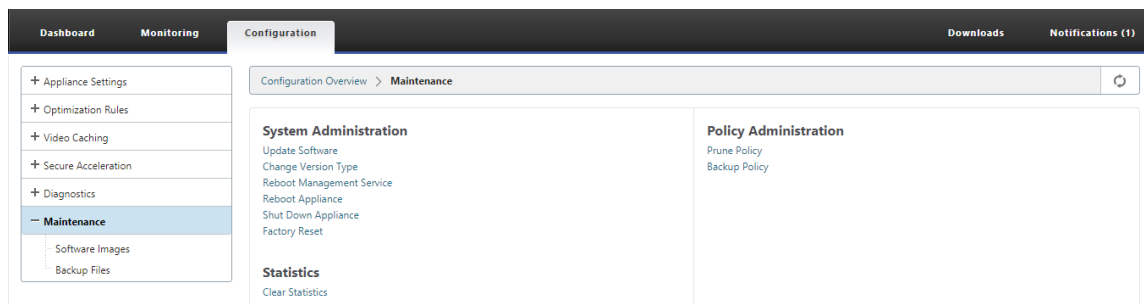 Dashboard Monitoring Configuration Downloads Notifications (1)
+ Appliance Settings
+ Optimization Rules
+ Video Caching
+ Secure Acceleration
+ Diagnostics
− Maintenance
Software Images
Backup Files
Configuration Overview > Maintenance
System Administration
Update Software
Change Version Type
Reboot Management Service
Reboot Appliance
Shut Down Appliance
Factory Reset
Statistics
Clear Statistics
Policy Administration
Prune Policy
Backup Policy